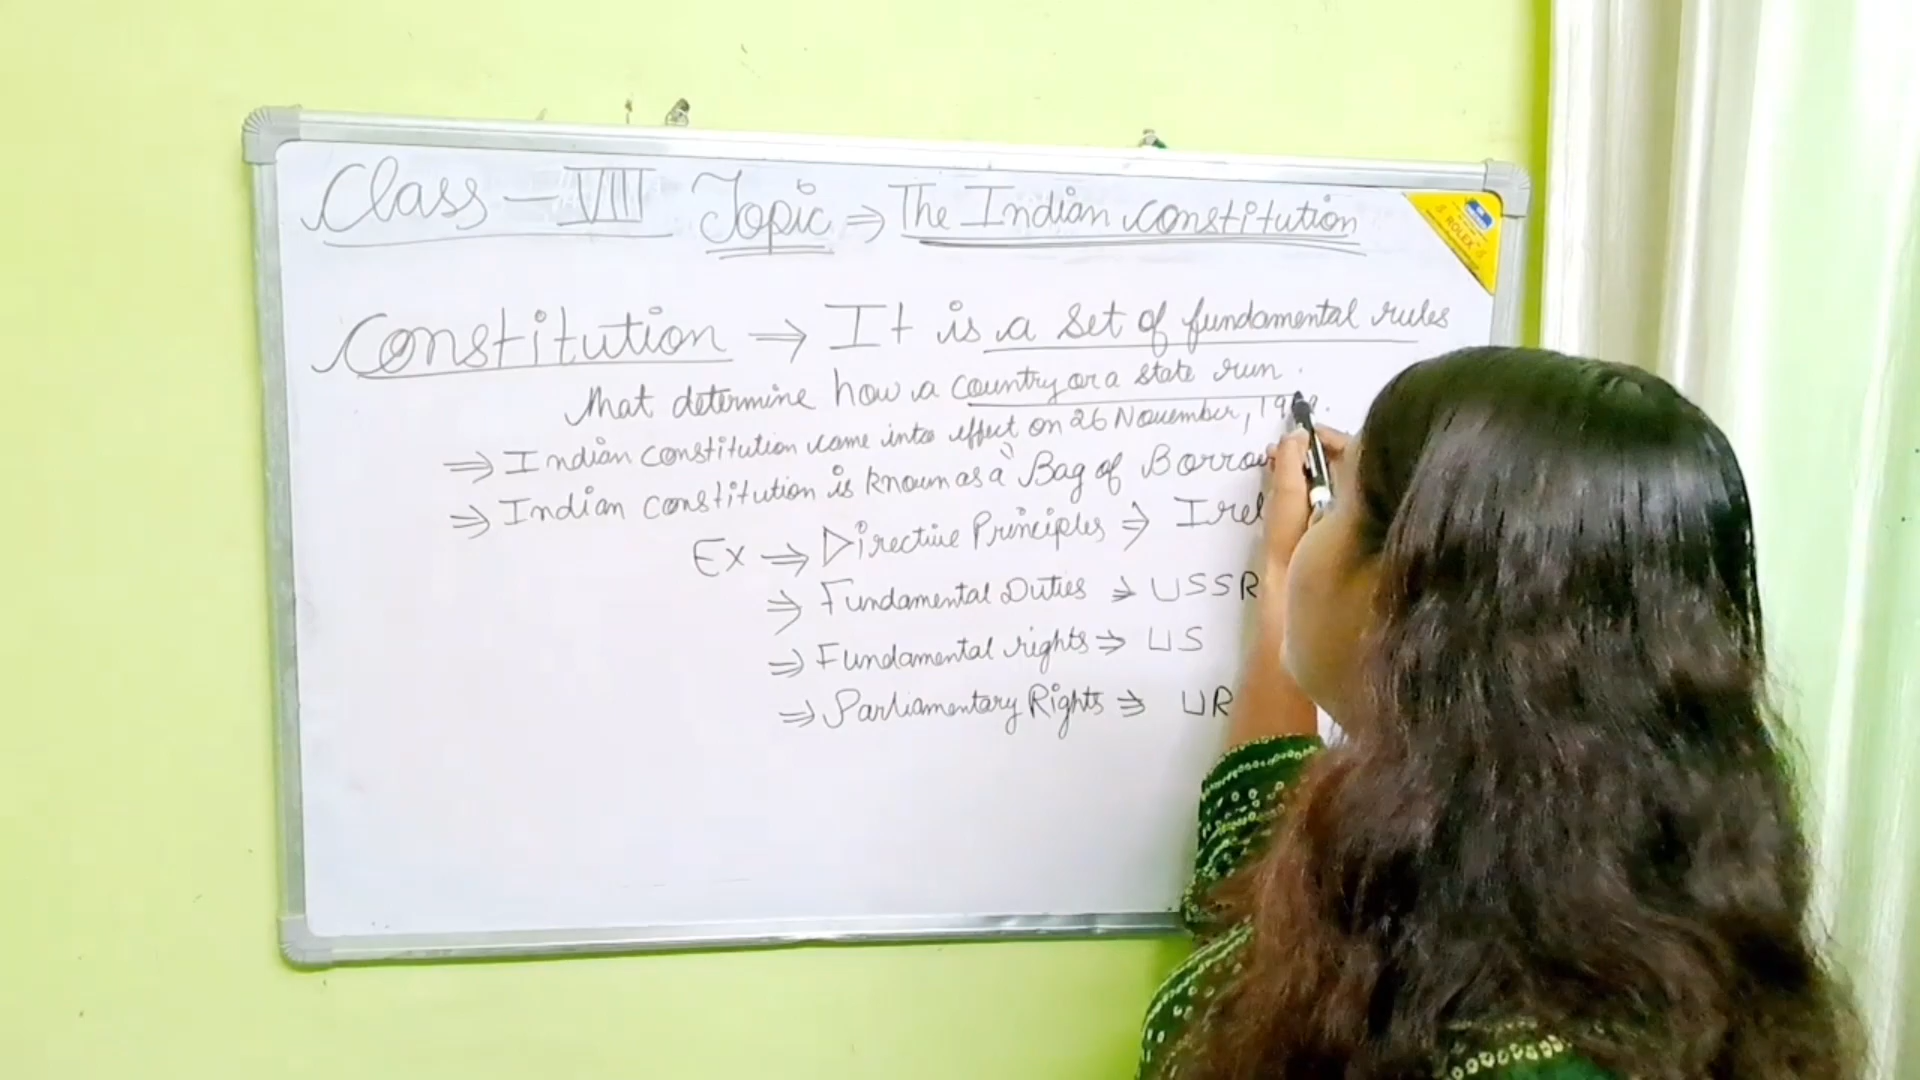 Class – VIII Topic ⇒ The Indian constitution
Constitution ⇒ It is a set of fundamental rules
that determine how a country or a state run.
⇒ Indian constitution came into effect on 26 November,
⇒ Indian constitution is known as a " Bag of
Ex ⇒ Directive Principles ⇒
⇒ Fundamental Duties ⇒ USSR
⇒ Fundamental rights ⇒ US
⇒ Parliamentary Rights ⇒ UR
ROLEX